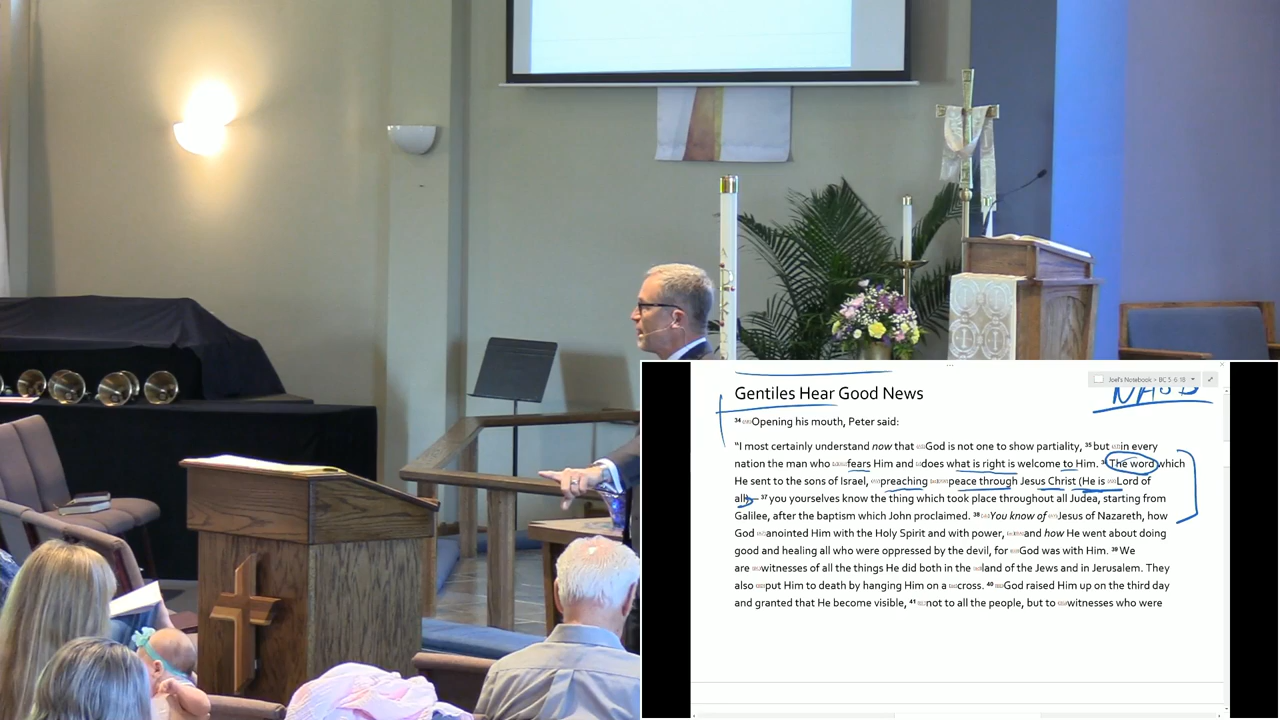 Joel's Notebook > BC 5 6 18
Gentiles Hear Good News
34 Opening his mouth, Peter said:
"I most certainly understand now that God is not one to show partiality, 35 but in every
nation the man who fears Him and does what is right is welcome to Him. The word which
He sent to the sons of Israel, preaching peace through Jesus Christ (He is Lord of
all)— 37 you yourselves know the thing which took place throughout all Judea, starting from
Galilee, after the baptism which John proclaimed. 38 You know of Jesus of Nazareth, how
God anointed Him with the Holy Spirit and with power, and how He went about doing
good and healing all who were oppressed by the devil, for God was with Him. 39 We
are witnesses of all the things He did both in the land of the Jews and in Jerusalem. They
also put Him to death by hanging Him on a cross. 40 God raised Him up on the third day
and granted that He become visible, 41 not to all the people, but to witnesses who were